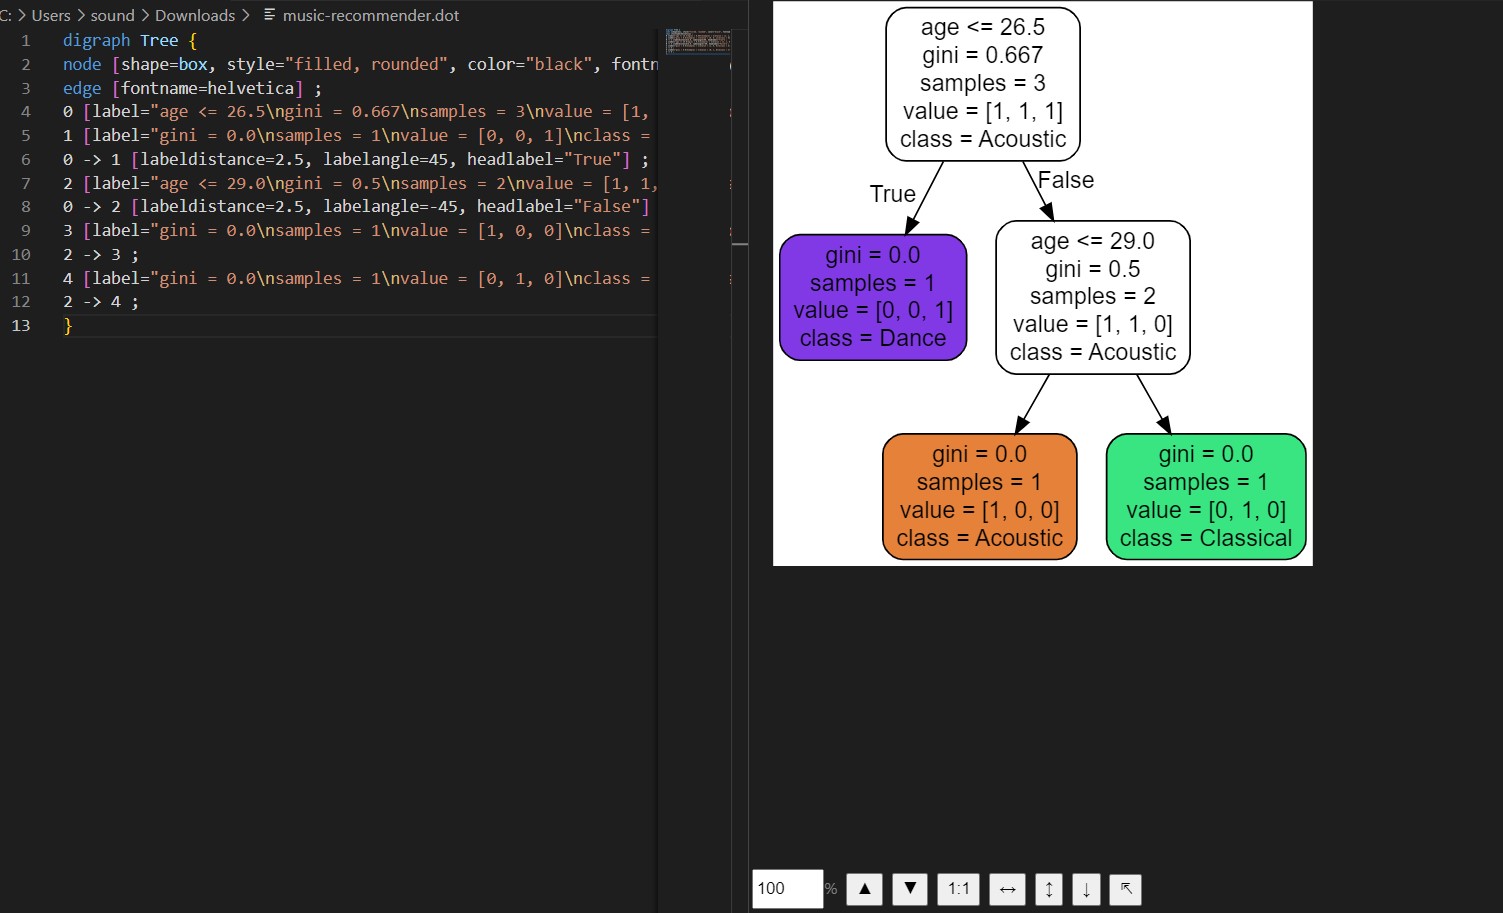 C: > Users > sound > Downloads > music-recommender.dot
1 digraph Tree {
2 node [shape=box, style="filled, rounded", color="black", fontn
3 edge [fontname=helvetica] ;
4 0 [label="age <= 26.5\ngini = 0.667\nsamples = 3\nvalue = [1,
5 1 [label="gini = 0.0\nsamples = 1\nvalue = [0, 0, 1]\nclass =
6 0 -> 1 [labeldistance=2.5, labelangle=45, headlabel="True"] ;
7 2 [label="age <= 29.0\ngini = 0.5\nsamples = 2\nvalue = [1, 1,
8 0 -> 2 [labeldistance=2.5, labelangle=-45, headlabel="False"]
9 3 [label="gini = 0.0\nsamples = 1\nvalue = [1, 0, 0]\nclass =
10 2 -> 3 ;
11 4 [label="gini = 0.0\nsamples = 1\nvalue = [0, 1, 0]\nclass =
12 2 -> 4 ;
13 }
age <= 26.5
gini = 0.667
samples = 3
value = [1, 1, 1]
class = Acoustic
True
False
gini = 0.0
samples = 1
value = [0, 0, 1]
class = Dance
age <= 29.0
gini = 0.5
samples = 2
value = [1, 1, 0]
class = Acoustic
gini = 0.0
samples = 1
value = [1, 0, 0]
class = Acoustic
gini = 0.0
samples = 1
value = [0, 1, 0]
class = Classical
100 % ▲ ▼ 1:1 ↔ ↕ ↓ ↖